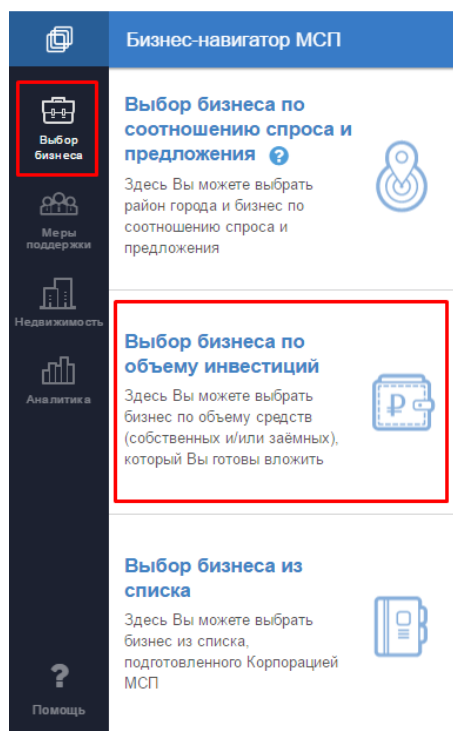 Бизнес-навигатор МСП
Выбор
бизнеса
Меры
поддержки
Недвижимость
Аналитика
?
Помощь
Выбор бизнеса по
соотношению спроса и
предложения ?
Здесь Вы можете выбрать
район города и бизнес по
соотношению спроса и
предложения
Выбор бизнеса по
объему инвестиций
Здесь Вы можете выбрать
бизнес по объему средств
(собственных и/или заёмных),
который Вы готовы вложить
₽
Выбор бизнеса из
списка
Здесь Вы можете выбрать
бизнес из списка,
подготовленного Корпорацией
МСП